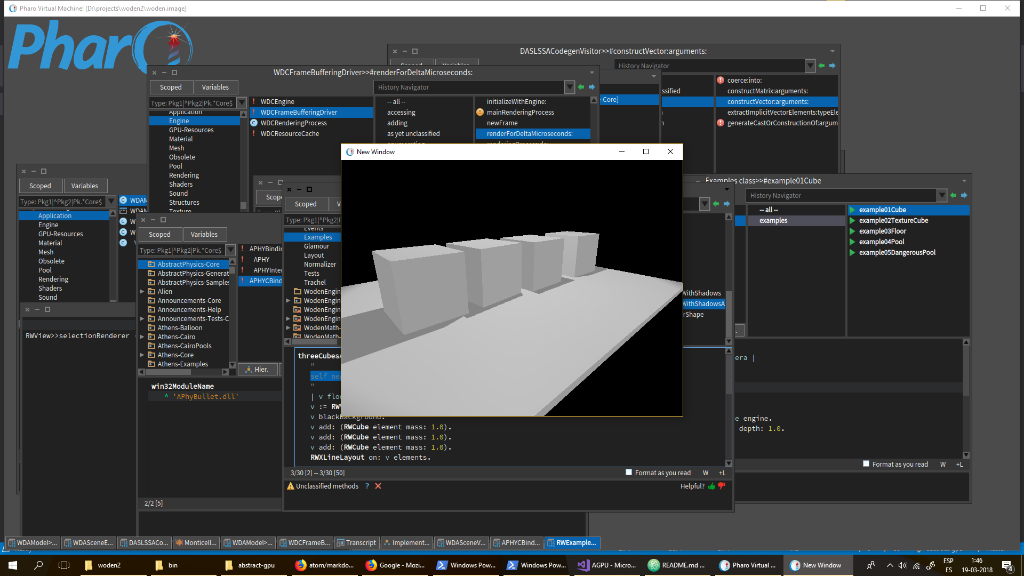 Pharo Virtual Machine! [D:\projects\woden2\woden.image]
Pharo
DASLSSACodegenVisitor>>#constructVector:arguments:
History Navigator
coerce:into:
constructMatrix:arguments:
constructVector:arguments:
extractImplicitVectorElements:typeEle
generateCastOrConstructionOf:argum
WDCFrameBufferingDriver>>#renderForDeltaMicroseconds:
Scoped
Variables
History Navigator
Type: Pkg1|^Pkg2|Pk.*Core$
Application
Engine
GPU-Resources
Material
Mesh
Obsolete
Pool
Rendering
Shaders
Sound
Structures
Texture
WDCEngine
WDCFrameBufferingDriver
WDCRenderingProcess
WDCResourceCache
-- all --
accessing
adding
as yet unclassified
initializeWithEngine:
mainRenderingProcess
newFrame
renderForDeltaMicroseconds:
New Window
Scoped
Variables
Type: Pkg1|^Pkg2|Pk.*Core$
Application
Engine
GPU-Resources
Material
Mesh
Obsolete
Pool
Rendering
Shaders
Sound
Examples class>>#example01Cube
History Navigator
-- all --
examples
example01Cube
example02TextureCube
example03Floor
example04Pool
example05DangerousPool
Scoped
Variables
Type: Pkg1|^Pkg2|Pk.*Core$
AbstractPhysics-Core
AbstractPhysics-Generat
AbstractPhysics-Samples
Alien
Announcements-Core
Announcements-Help
Announcements-Tests-C
Athens-Balloon
Athens-Cairo
Athens-CairoPools
Athens-Core
Athens-Examples
APHYBindin
APHY
APHYInter
APHYCBind
Hier.
win32ModuleName
^ 'APhyBullet.dll'
2/2 [5]
RWView>>selectionRenderer
Scoped
Events
Examples
Glamour
Layout
Normalizer
Tests
Trachel
WodenEngin
WodenEngin
WodenEngin
WodenMath-
WithShadows
WithShadowsA
rShape
threeCubes
"
self ne
"
| v flo
v := RW
v blackBackground.
v add: (RWCube element mass: 1.0).
v add: (RWCube element mass: 1.0).
v add: (RWCube element mass: 1.0).
RWXLineLayout on: v elements.
3/30 [2] -- 3/30 [50]
Format as you read
W
+L
Unclassified methods
?
Helpful?
era |
e engine.
depth: 1.0.
Format as you read
W
+L
WDAModel>...
WDASceneE...
DASLSSACo...
Monticell...
WDAModel>...
WDCFrameB...
Transcript
Implement...
WDASceneV...
APHYCBind...
RWExample...
woden2
bin
abstract-gpu
atom/markdo...
Google - Mozi...
Windows Pow...
Windows Pow...
AGPU - Micro...
README.md ...
Pharo Virtual ...
New Window
ESP
ES
1:46
19-03-2018